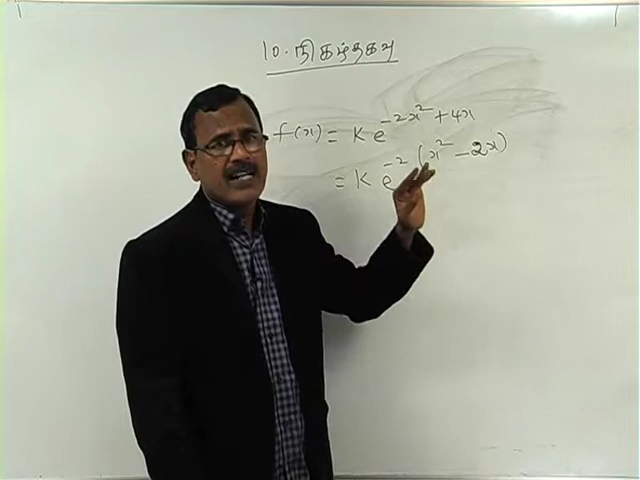 10. நிகழ்தகவு
f(x) = K e^{-2x² + 4x}
= K e^{-2 (x² - 2x)}